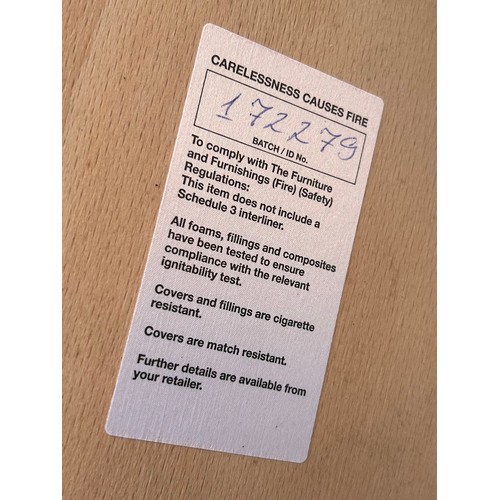 CARELESSNESS CAUSES FIRE
172279
BATCH / ID No.
To comply with The Furniture
and Furnishings (Fire) (Safety)
Regulations:
This item does not include a
Schedule 3 interliner.
All foams, fillings and composites
have been tested to ensure
compliance with the relevant
ignitability test.
Covers and fillings are cigarette
resistant.
Covers are match resistant.
Further details are available from
your retailer.